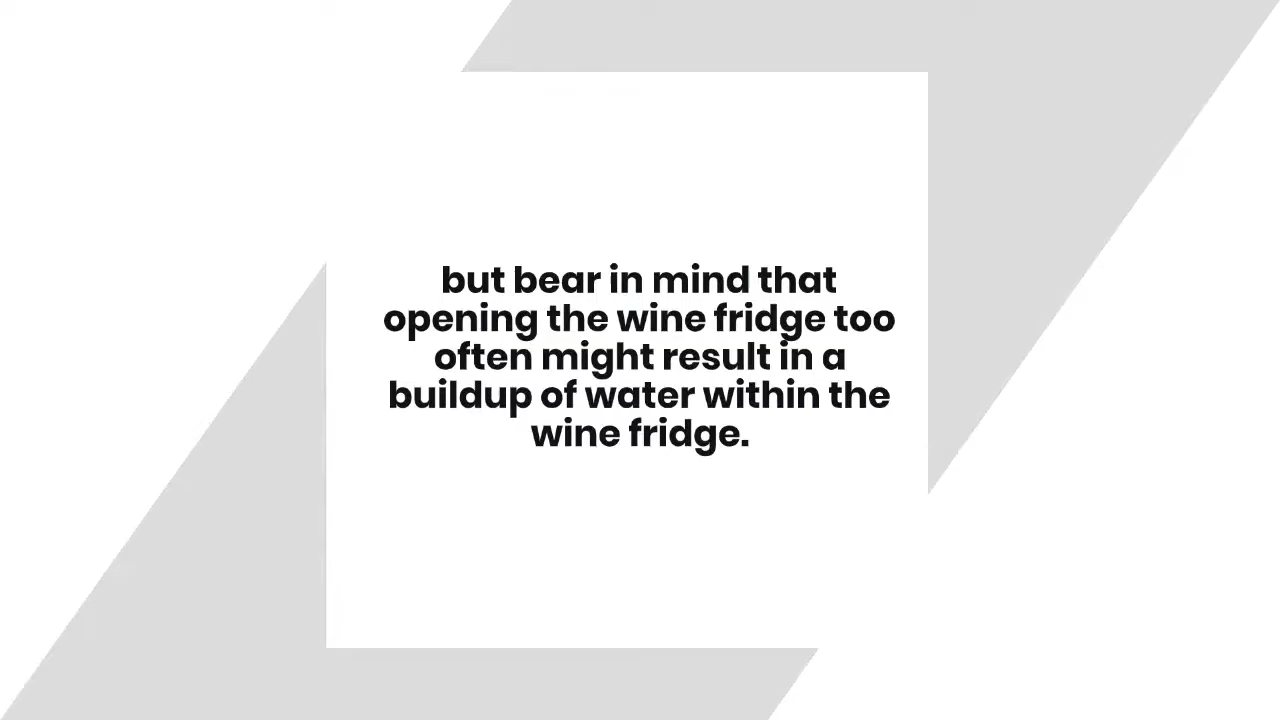 but bear in mind that
opening the wine fridge too
often might result in a
buildup of water within the
wine fridge.